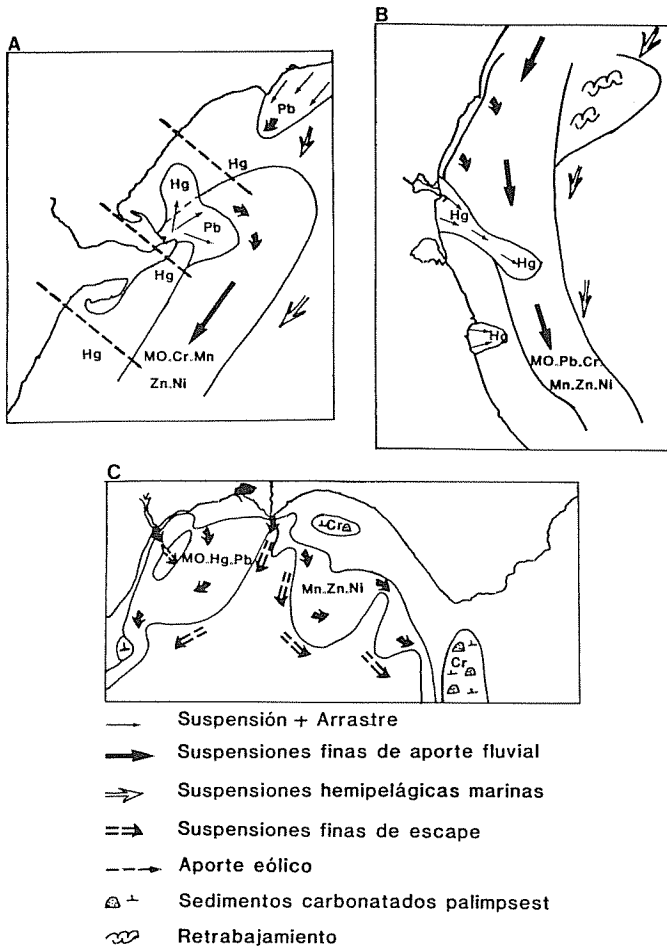 A
B
Pb
Hg
Hg
Pb
Hg
Hg
MO.Cr.Mn
Zn.Ni
Hg
Hg
Hg
MO.Pb.Cr.
Mn.Zn.Ni
C
Cr
MO.Hg.Pb
Mn.Zn.Ni
Cr
Suspensión + Arrastre
Suspensiones finas de aporte fluvial
Suspensiones hemipelágicas marinas
Suspensiones finas de escape
Aporte eólico
Sedimentos carbonatados palimpsest
Retrabajamiento